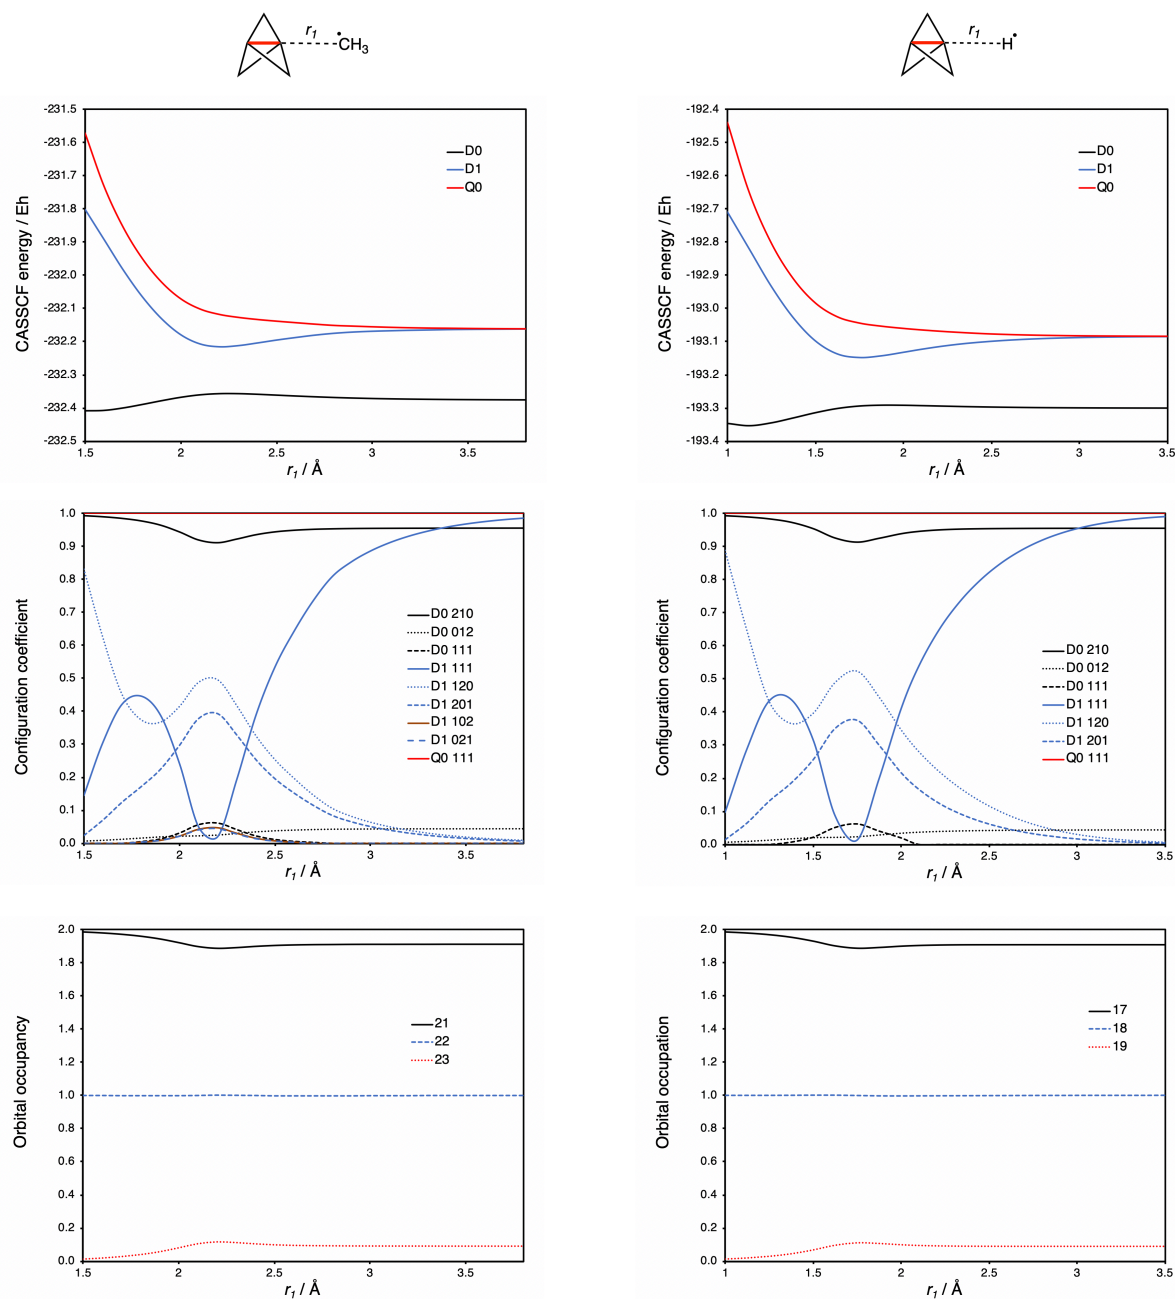 r1
•
CH3
r1
H•
CASSCF energy / Eh
-231.5
-231.6
-231.7
-231.8
-231.9
-232.0
-232.1
-232.2
-232.3
-232.4
-232.5
D0
D1
Q0
1.5
2
2.5
3
3.5
r1 / Å
CASSCF energy / Eh
-192.4
-192.5
-192.6
-192.7
-192.8
-192.9
-193.0
-193.1
-193.2
-193.3
-193.4
D0
D1
Q0
1
1.5
2
2.5
3
3.5
r1 / Å
Configuration coefficient
1.0
0.9
0.8
0.7
0.6
0.5
0.4
0.3
0.2
0.1
0.0
D0 210
D0 012
D0 111
D1 111
D1 120
D1 201
D1 102
D1 021
Q0 111
1.5
2
2.5
3
3.5
r1 / Å
Configuration coefficient
1.0
0.9
0.8
0.7
0.6
0.5
0.4
0.3
0.2
0.1
0.0
D0 210
D0 012
D0 111
D1 111
D1 120
D1 201
Q0 111
1
1.5
2
2.5
3
3.5
r1 / Å
Orbital occupancy
2.0
1.8
1.6
1.4
1.2
1.0
0.8
0.6
0.4
0.2
0.0
21
22
23
1.5
2
2.5
3
3.5
r1 / Å
Orbital occupation
2.0
1.8
1.6
1.4
1.2
1.0
0.8
0.6
0.4
0.2
0.0
17
18
19
1
1.5
2
2.5
3
3.5
r1 / Å